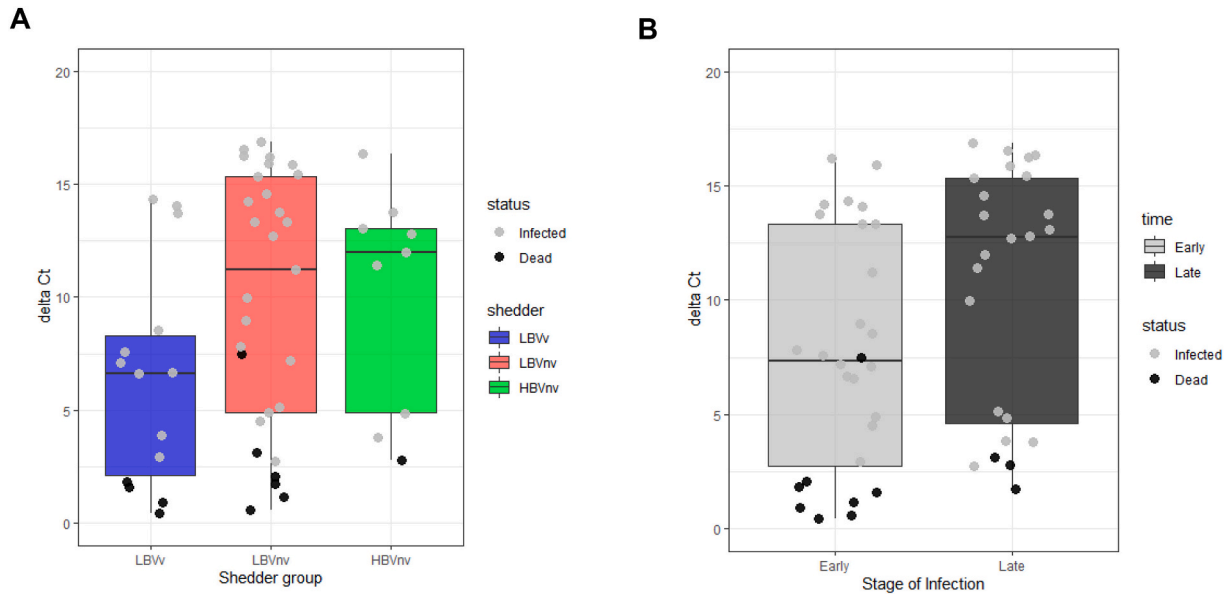 A
20
15
10
5
0
delta Ct
LBVv
LBVnv
HBVnv
Shedder group
status
Infected
Dead
shedder
LBVv
LBVnv
HBVnv
B
20
15
10
5
0
delta Ct
Early
Late
Stage of Infection
time
Early
Late
status
Infected
Dead